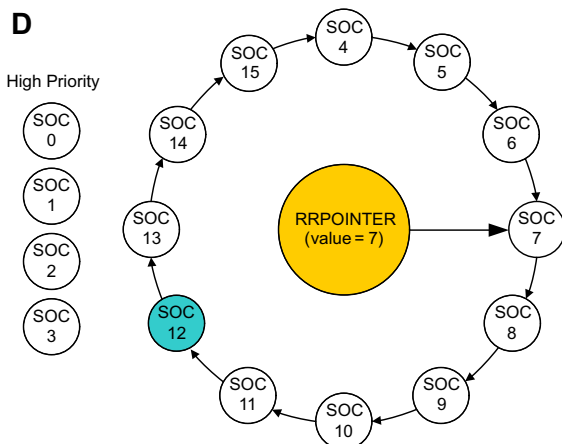 D
High Priority
SOC
0
SOC
1
SOC
2
SOC
3
SOC
4
SOC
5
SOC
6
SOC
7
SOC
8
SOC
9
SOC
10
SOC
11
SOC
12
SOC
13
SOC
14
SOC
15
RRPOINTER
(value = 7)